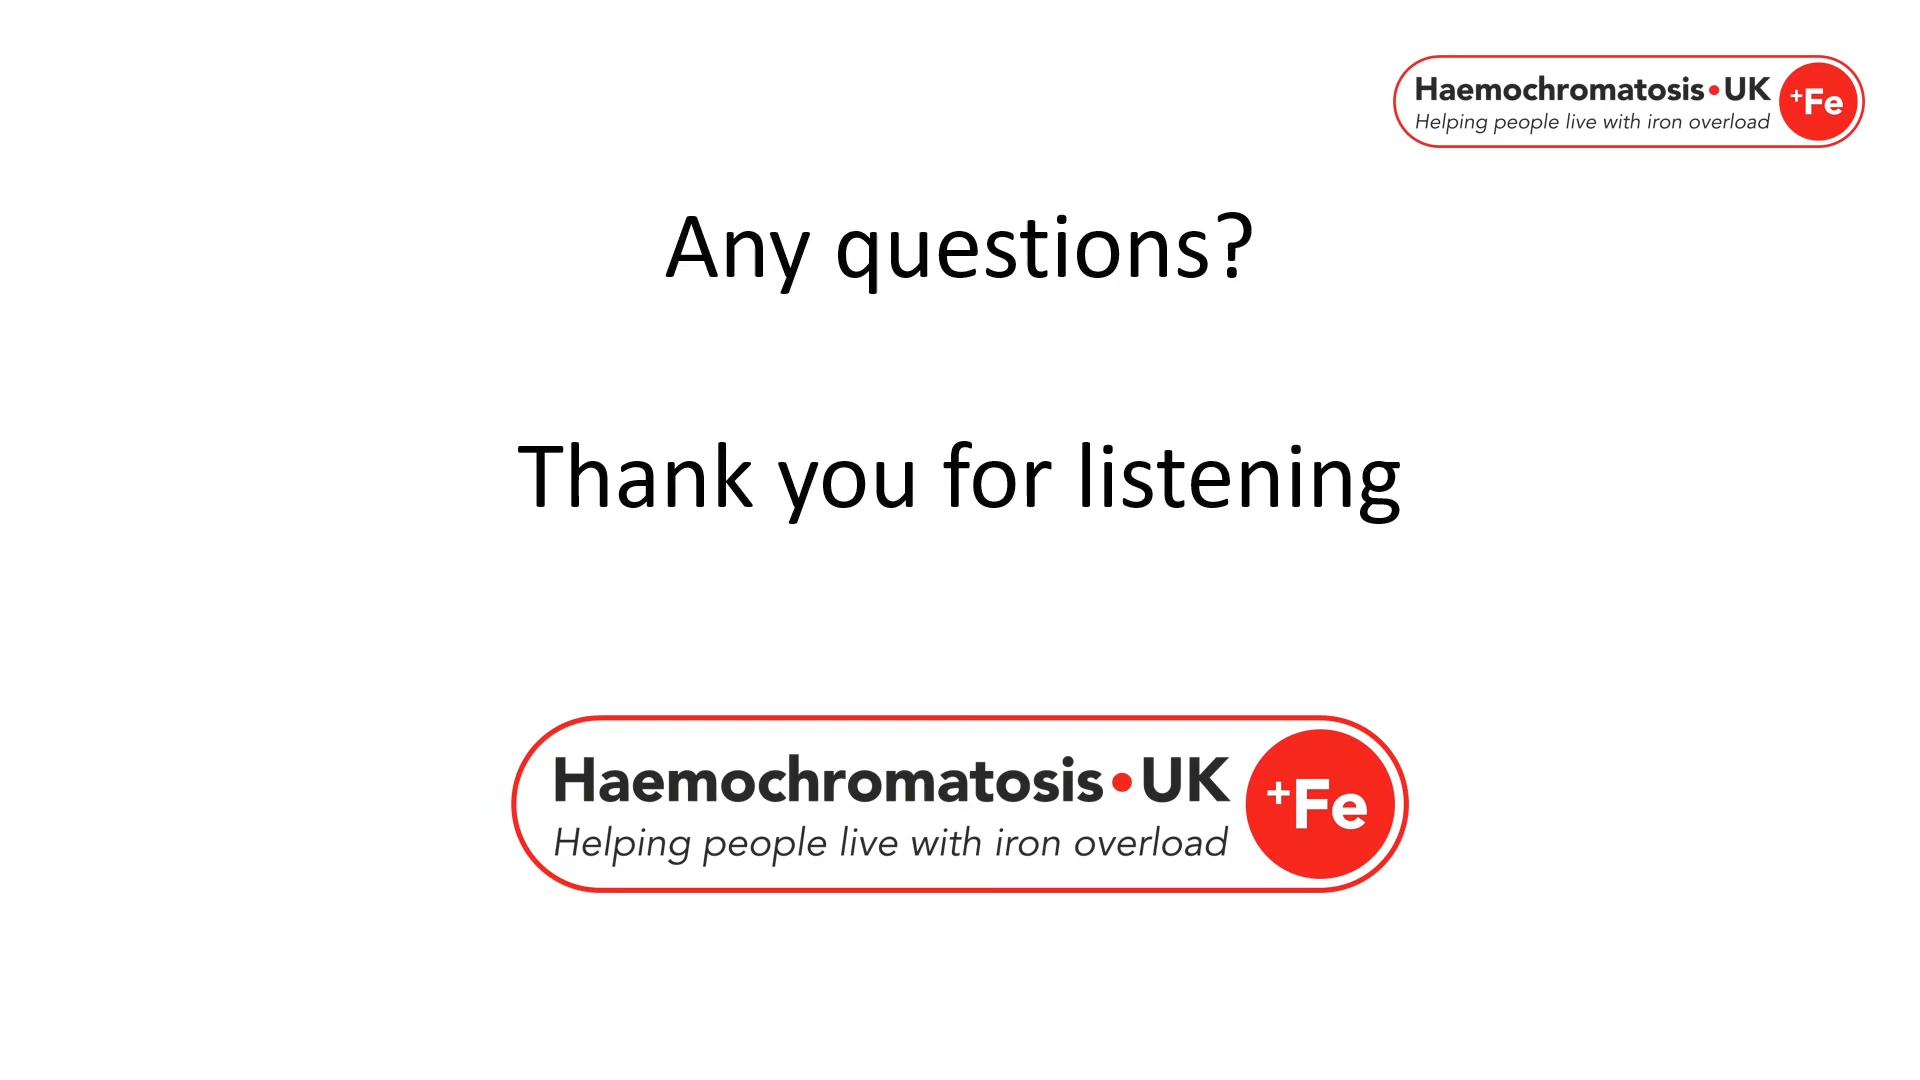 Haemochromatosis•UK
Helping people live with iron overload
+Fe
Any questions?
Thank you for listening
Haemochromatosis•UK
Helping people live with iron overload
+Fe